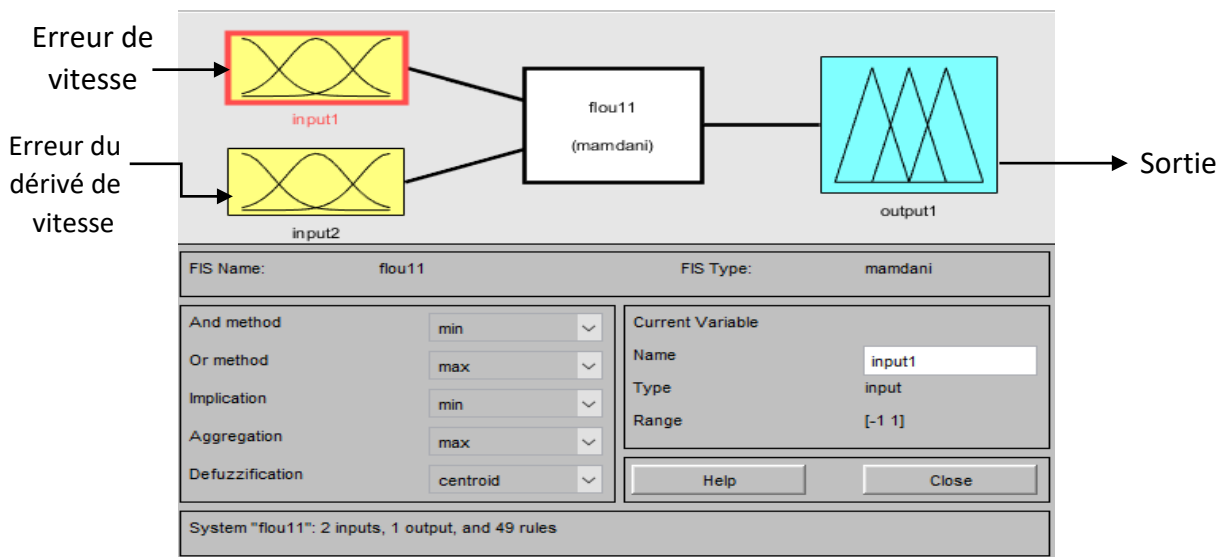 Erreur de
vitesse
input1
Erreur du
dérivé de
vitesse
input2
flou11
(mamdani)
output1
Sortie
FIS Name: flou11 FIS Type: mamdani
And method min
Or method max
Implication min
Aggregation max
Defuzzification centroid
Current Variable
Name input1
Type input
Range [-1 1]
Help Close
System "flou11": 2 inputs, 1 output, and 49 rules